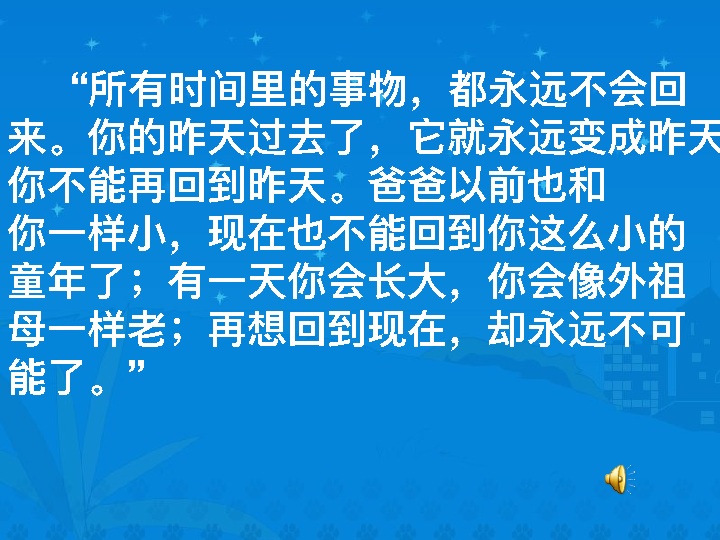 “所有时间里的事物，都永远不会回
来。你的昨天过去了，它就永远变成昨天
你不能再回到昨天。爸爸以前也和
你一样小，现在也不能回到你这么小的
童年了；有一天你会长大，你会像外祖
母一样老；再想回到现在，却永远不可
能了。”